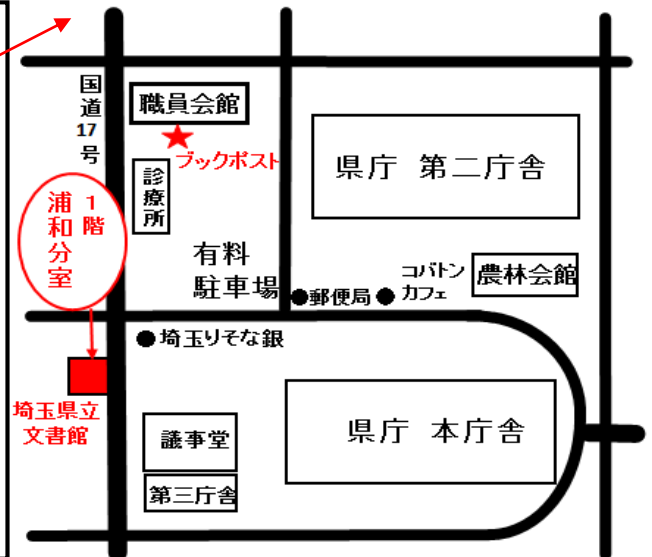 国道17号
職員会館
ブックポスト
診療所
県庁 第二庁舎
1階
浦和分室
有料
駐車場
郵便局
コバトン
カフェ
農林会館
埼玉りそな銀
埼玉県立
文書館
議事堂
第三庁舎
県庁 本庁舎